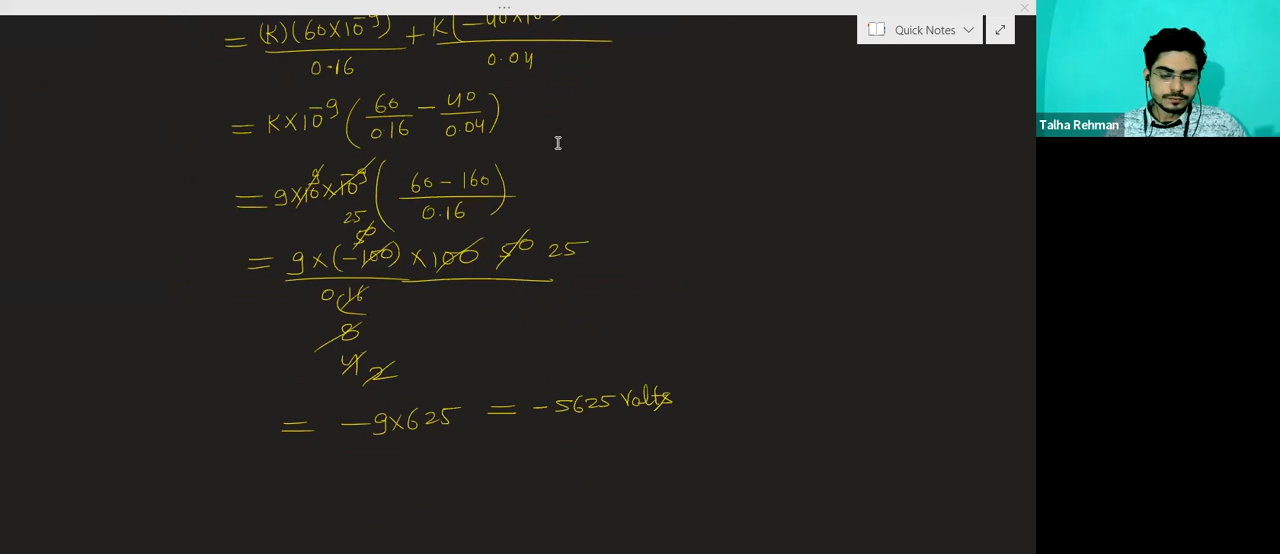 = (K)(60×10⁻⁹)/0.16 + K(−40×10/0.04
Quick Notes
Talha Rehman
= K×10⁻⁹ (60/0.16 − 40/0.04)
= 9×10⁹×10⁻⁹ ((60−160)/0.16)
25
50
= 9×(−100)×100 50 25
0.16
8
4 2
= −9×625 = −5625 volts